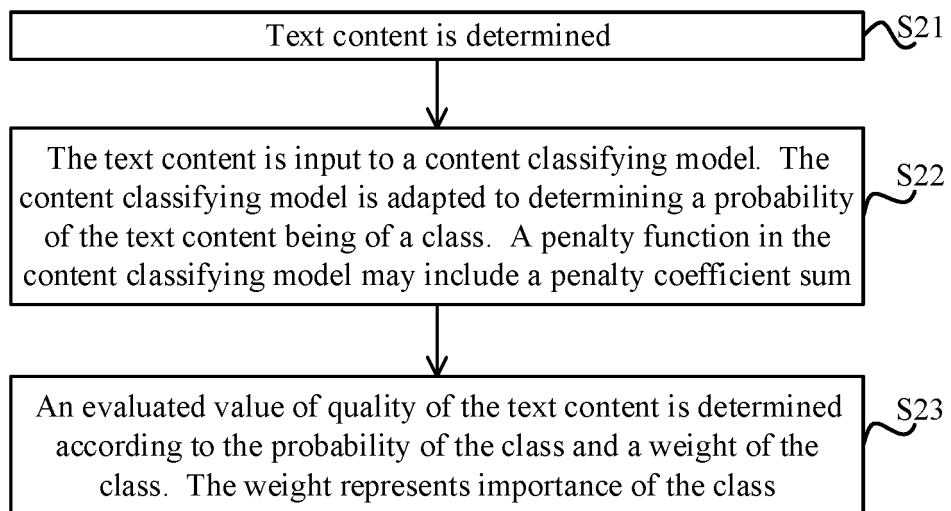 Text content is determined
S21
The text content is input to a content classifying model. The
content classifying model is adapted to determining a probability
of the text content being of a class. A penalty function in the
content classifying model may include a penalty coefficient sum
S22
An evaluated value of quality of the text content is determined
according to the probability of the class and a weight of the
class. The weight represents importance of the class
S23